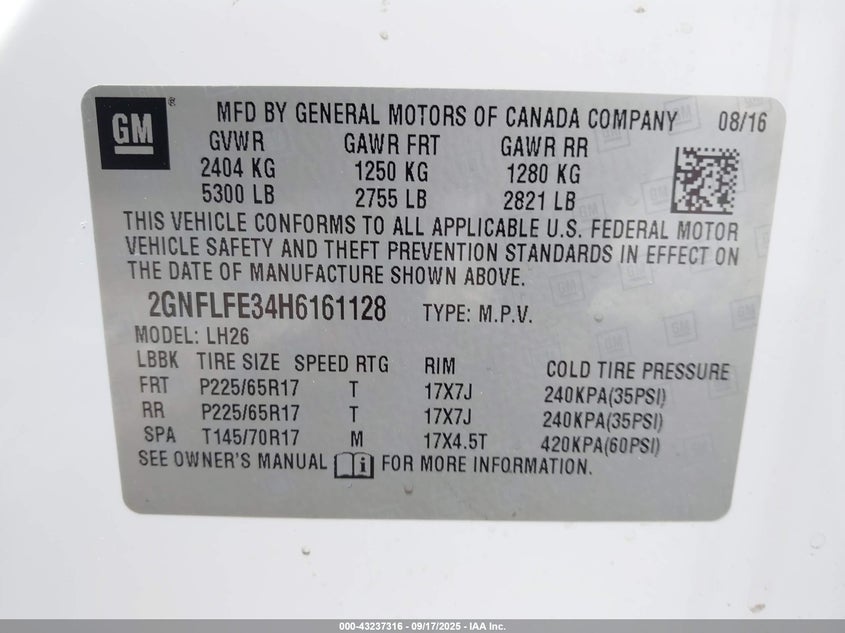 GM ® MFD BY GENERAL MOTORS OF CANADA COMPANY 08/16
GVWR GAWR FRT GAWR RR
2404 KG 1250 KG 1280 KG
5300 LB 2755 LB 2821 LB
THIS VEHICLE CONFORMS TO ALL APPLICABLE U.S. FEDERAL MOTOR
VEHICLE SAFETY AND THEFT PREVENTION STANDARDS IN EFFECT ON
THE DATE OF MANUFACTURE SHOWN ABOVE.
2GNFLFE34H6161128 TYPE: M.P.V.
MODEL: LH26
LBBK TIRE SIZE SPEED RTG RIM COLD TIRE PRESSURE
FRT P225/65R17 T 17X7J 240KPA(35PSI)
RR P225/65R17 T 17X7J 240KPA(35PSI)
SPA T145/70R17 M 17X4.5T 420KPA(60PSI)
SEE OWNER'S MANUAL i FOR MORE INFORMATION.
000-43237316 - 09/17/2025 - IAA Inc.